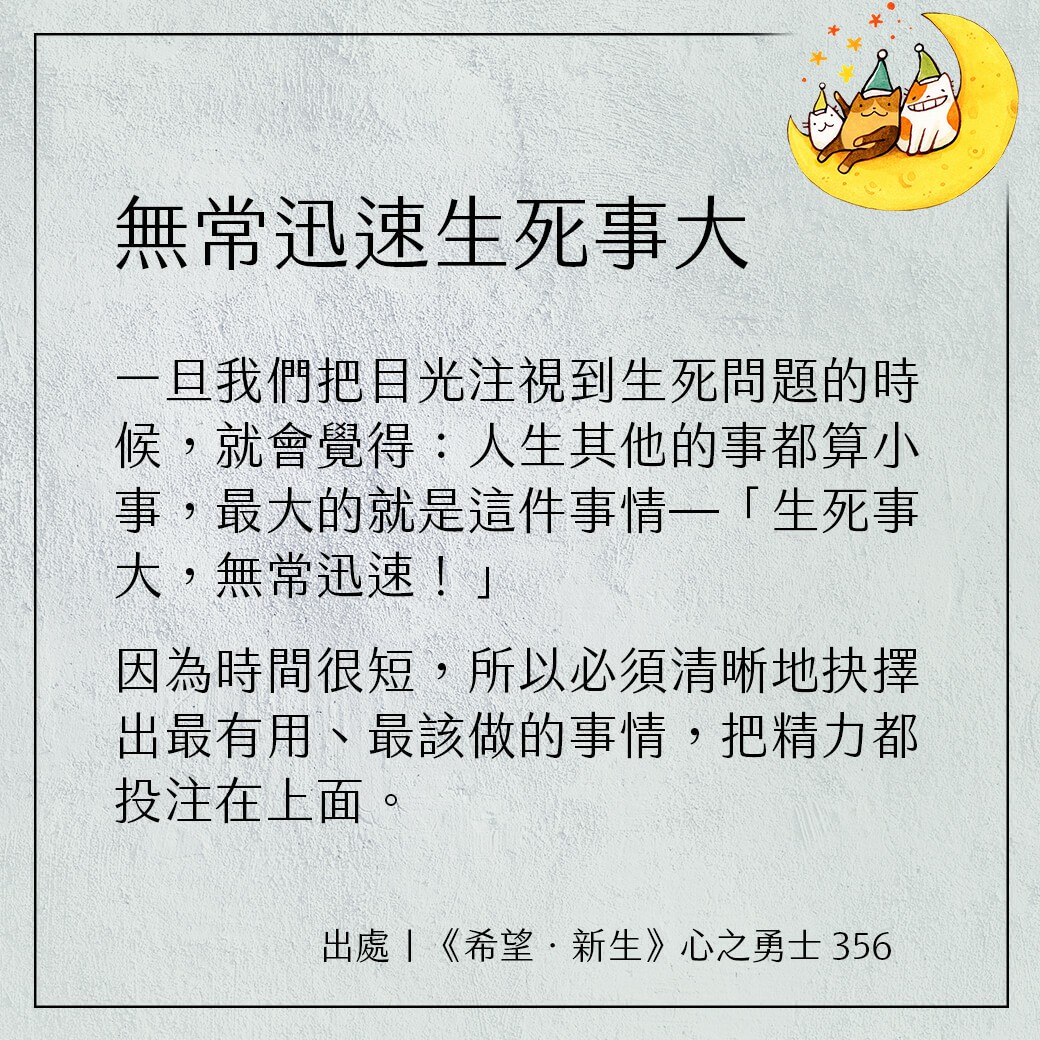 無常迅速生死事大
一旦我們把目光注視到生死問題的時
候，就會覺得：人生其他的事都算小
事，最大的就是這件事情—「生死事
大，無常迅速！」
因為時間很短，所以必須清晰地抉擇
出最有用、最該做的事情，把精力都
投注在上面。
出處|《希望．新生》心之勇士 356